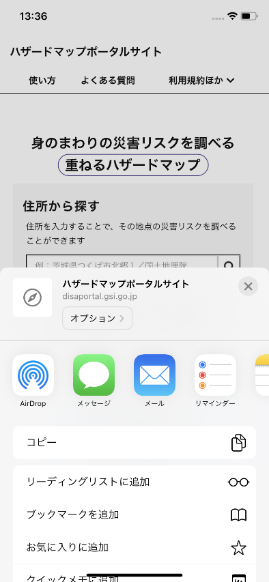 13:36
ハザードマップポータルサイト
使い方 よくある質問 利用規約ほか
身のまわりの災害リスクを調べる
重ねるハザードマップ
住所から探す
住所を入力することで、その地点の災害リスクを調べる
ことができます
例：茨城県つくば市北郷1／国土地理院
ハザードマップポータルサイト
disaportal.gsi.go.jp
オプション
AirDrop メッセージ メール リマインダー
コピー
リーディングリストに追加
ブックマークを追加
お気に入りに追加
クイックメモに追加